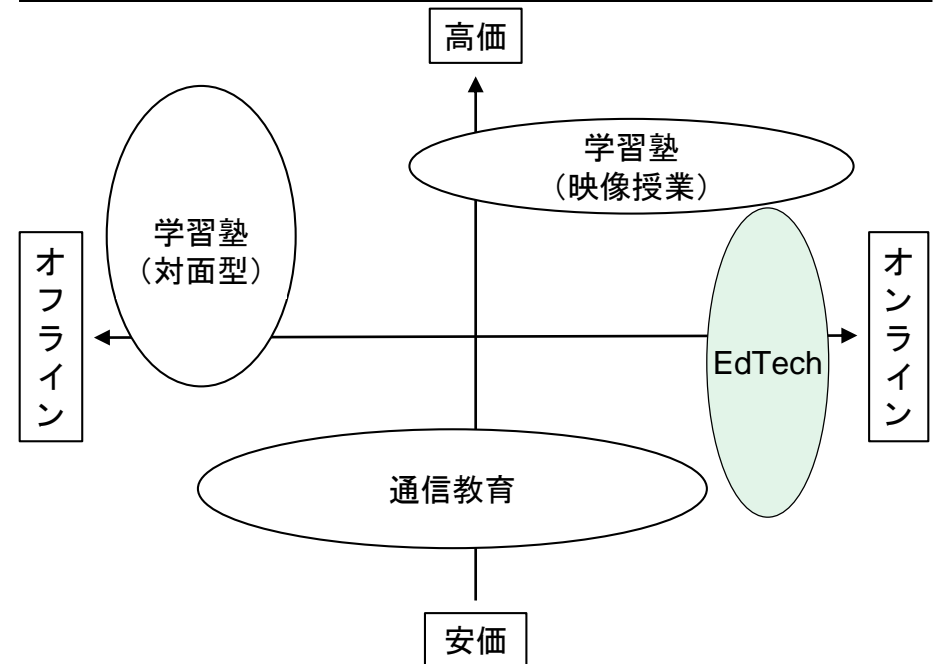 高価
学習塾
（映像授業）
学習塾
（対面型）
オフライン
オンライン
EdTech
通信教育
安価